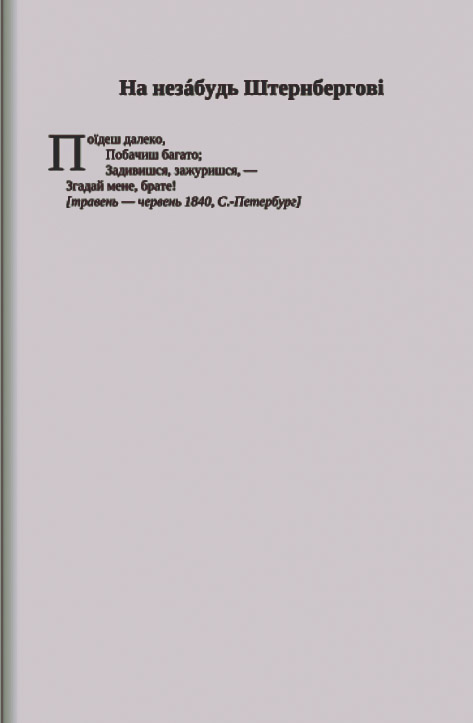 На неза́будь Штернбергові
Поїдеш далеко,
Побачиш багато;
Задивишся, зажуришся, —
Згадай мене, брате!
[травень — червень 1840, С.-Петербург]